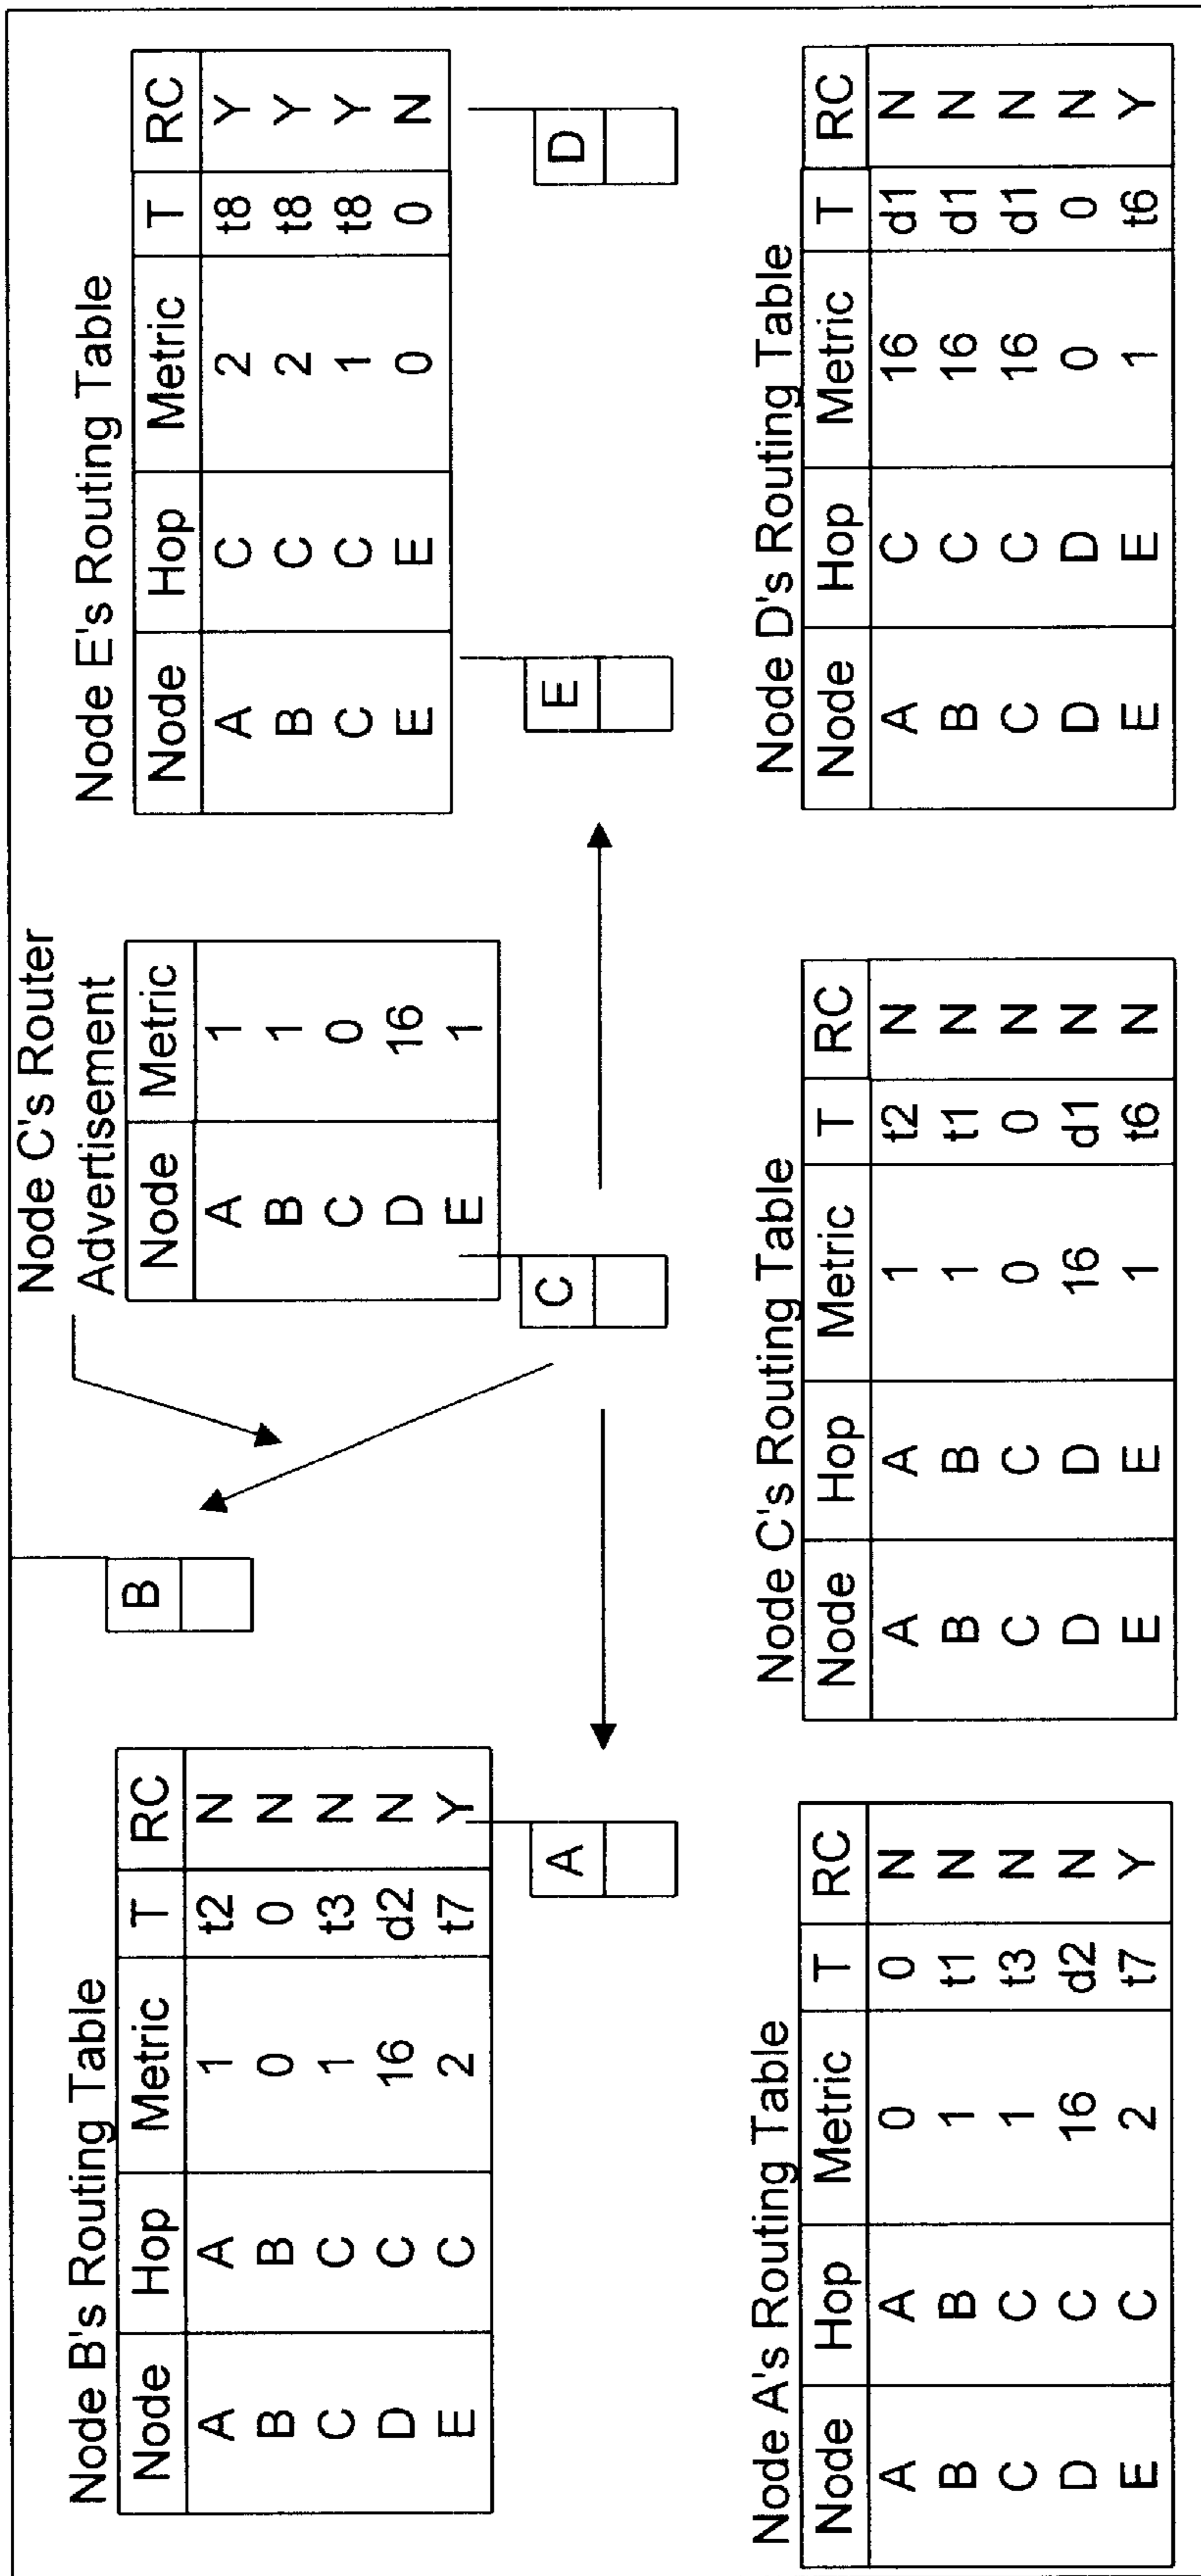 Node B's Routing Table
Node Hop Metric T RC
A A 1 t2 N
B B 0 0 N
C C 1 t3 N
D C 16 d2 N
E C 2 t7 Y
B
Node C's Router
Advertisement
Node Metric
A 1
B 1
C 0
D 16
E 1
Node E's Routing Table
Node Hop Metric T RC
A C 2 t8 Y
B C 2 t8 Y
C C 1 t8 Y
E E 0 0 N
A
C
E
D
Node A's Routing Table
Node Hop Metric T RC
A A 0 0 N
B B 1 t1 N
C C 1 t3 N
D C 16 d2 N
E C 2 t7 Y
Node C's Routing Table
Node Hop Metric T RC
A A 1 t2 N
B B 1 t1 N
C C 0 0 N
D D 16 d1 N
E E 1 t6 N
Node D's Routing Table
Node Hop Metric T RC
A C 16 d1 N
B C 16 d1 N
C C 16 d1 N
D D 0 0 N
E E 1 t6 Y